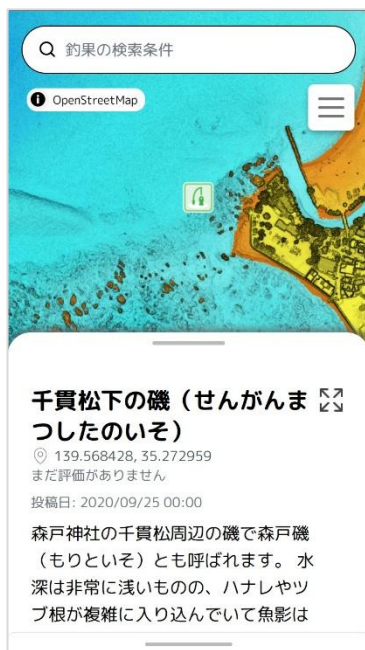 釣果の検索条件
OpenStreetMap
千貫松下の磯（せんがんま
つしたのいそ）
139.568428, 35.272959
まだ評価がありません
投稿日: 2020/09/25 00:00
森戸神社の千貫松周辺の磯で森戸磯
（もりといそ）とも呼ばれます。 水
深は非常に浅いものの、ハナレやツ
ブ根が複雑に入り込んでいて魚影は